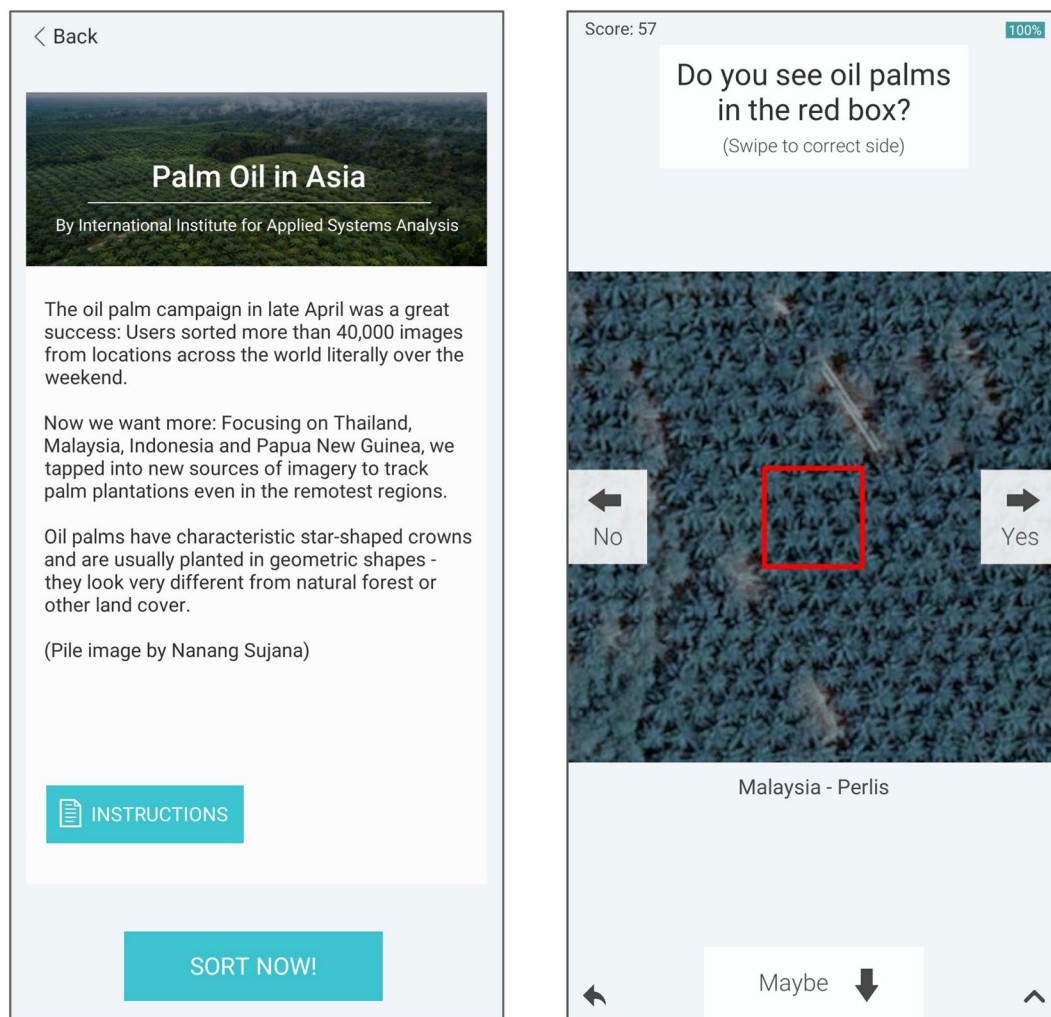 Back
Palm Oil in Asia
By International Institute for Applied Systems Analysis
The oil palm campaign in late April was a great
success: Users sorted more than 40,000 images
from locations across the world literally over the
weekend.
Now we want more: Focusing on Thailand,
Malaysia, Indonesia and Papua New Guinea, we
tapped into new sources of imagery to track
palm plantations even in the remotest regions.
Oil palms have characteristic star-shaped crowns
and are usually planted in geometric shapes -
they look very different from natural forest or
other land cover.
(Pile image by Nanang Sujana)
INSTRUCTIONS
SORT NOW!
Score: 57
100%
Do you see oil palms
in the red box?
(Swipe to correct side)
No
Yes
Malaysia - Perlis
Maybe